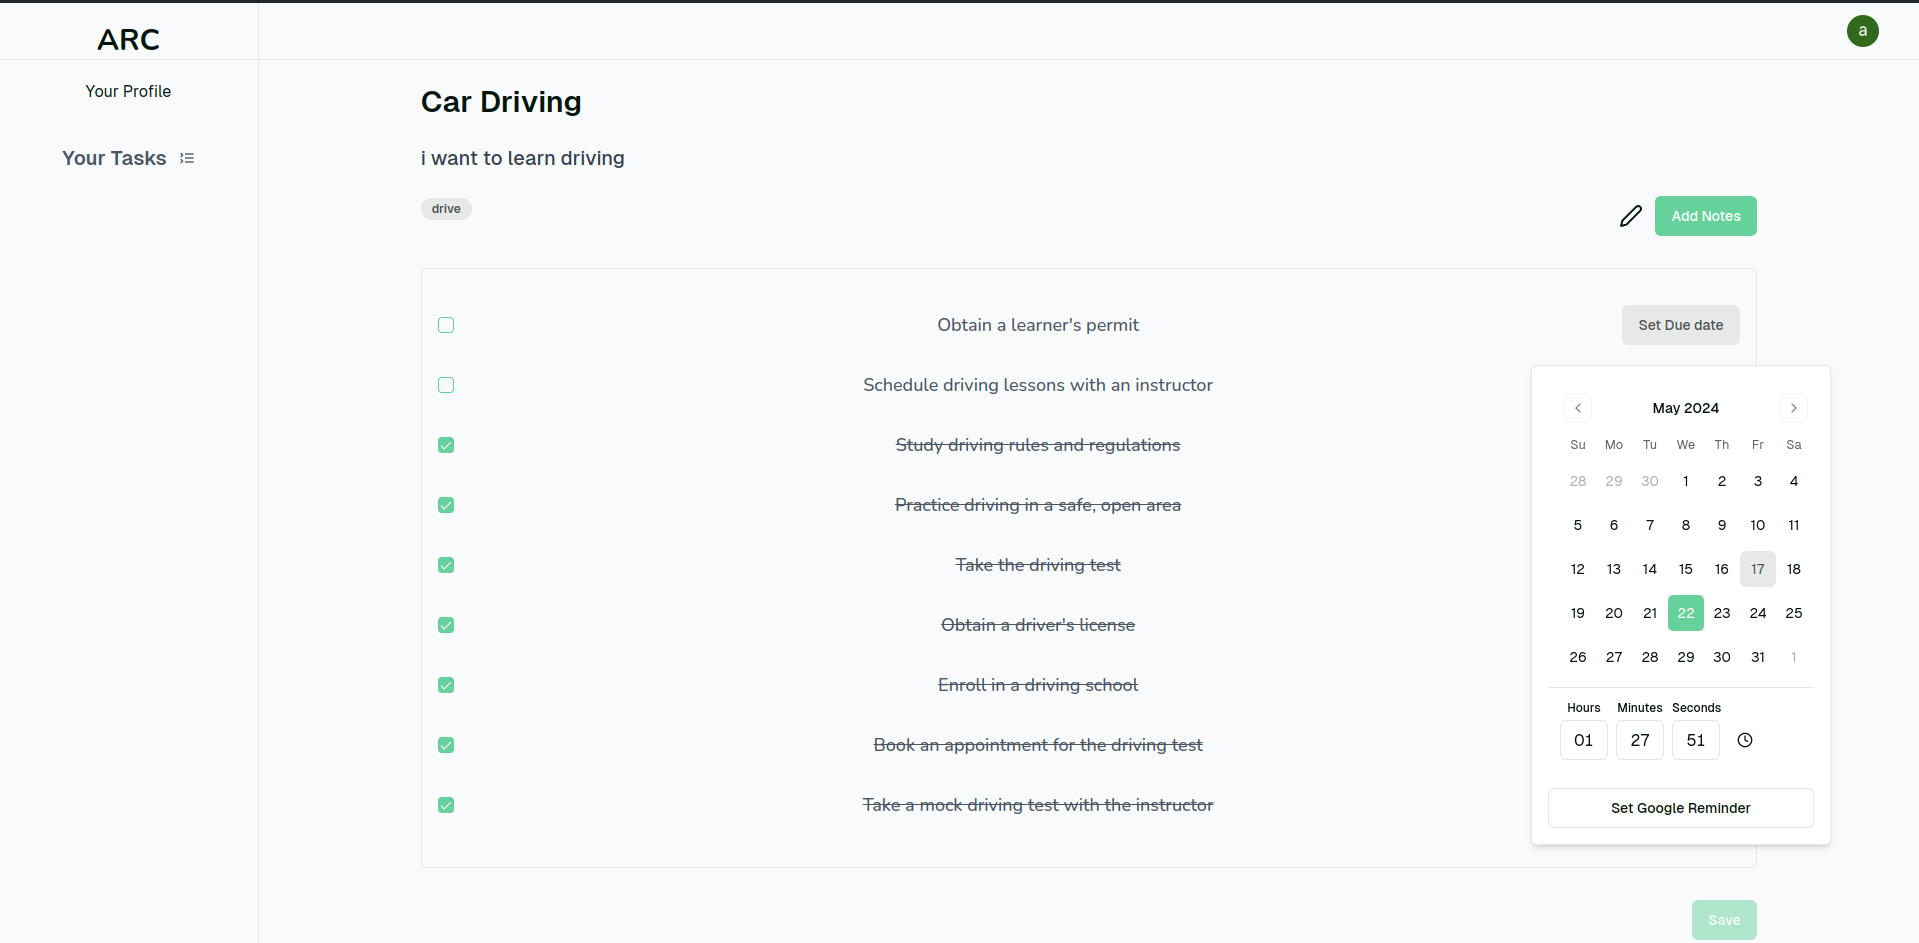 ARC
a
Your Profile
Your Tasks
Car Driving
i want to learn driving
drive
Add Notes
Obtain a learner's permit
Set Due date
Schedule driving lessons with an instructor
Study driving rules and regulations
Practice driving in a safe, open area
Take the driving test
Obtain a driver's license
Enroll in a driving school
Book an appointment for the driving test
Take a mock driving test with the instructor
May 2024
Su Mo Tu We Th Fr Sa
28 29 30 1 2 3 4
5 6 7 8 9 10 11
12 13 14 15 16 17 18
19 20 21 22 23 24 25
26 27 28 29 30 31 1
Hours Minutes Seconds
01 27 51
Set Google Reminder
Save